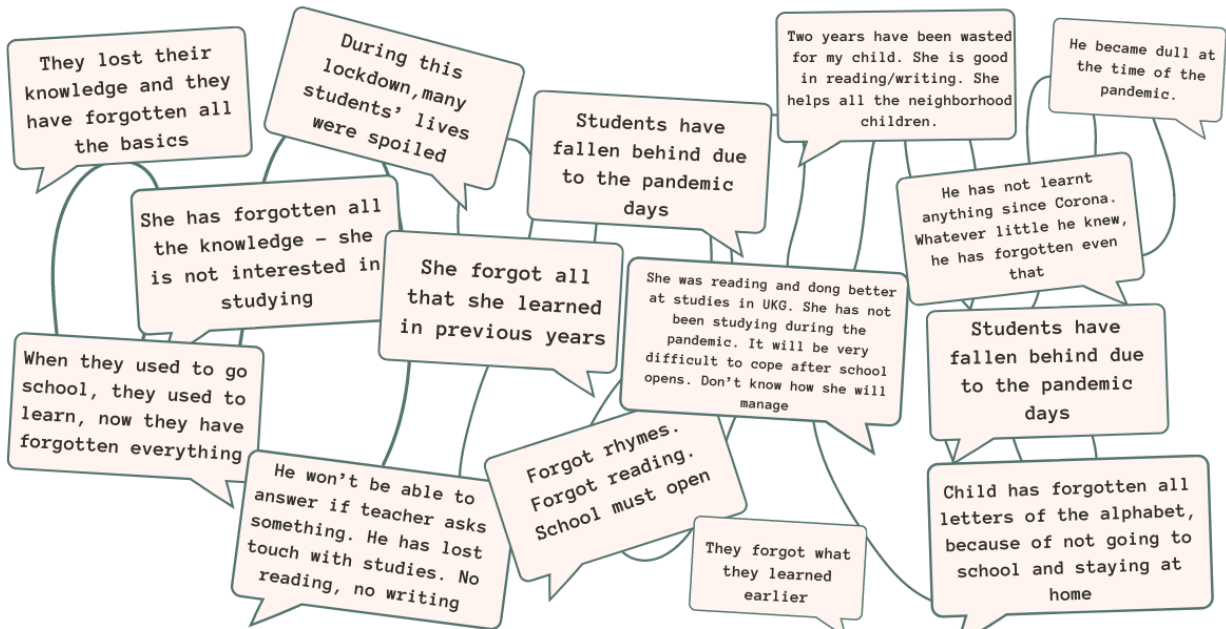 They lost their
knowledge and they
have forgotten all
the basics
During this
lockdown,many
students' lives
were spoiled
Students have
fallen behind due
to the pandemic
days
Two years have been wasted
for my child. She is good
in reading/writing. She
helps all the neighborhood
children.
He became dull at
the time of the
pandemic.
She has forgotten all
the knowledge – she
is not interested in
studying
She forgot all
that she learned
in previous years
She was reading and dong better
at studies in UKG. She has not
been studying during the
pandemic. It will be very
difficult to cope after school
opens. Don't know how she will
manage
He has not learnt
anything since Corona.
Whatever little he knew,
he has forgotten even
that
When they used to go
school, they used to
learn, now they have
forgotten everything
He won't be able to
answer if teacher asks
something. He has lost
touch with studies. No
reading, no writing
Forgot rhymes.
Forgot reading.
School must open
They forgot what
they learned
earlier
Students have
fallen behind due
to the pandemic
days
Child has forgotten all
letters of the alphabet,
because of not going to
school and staying at
home